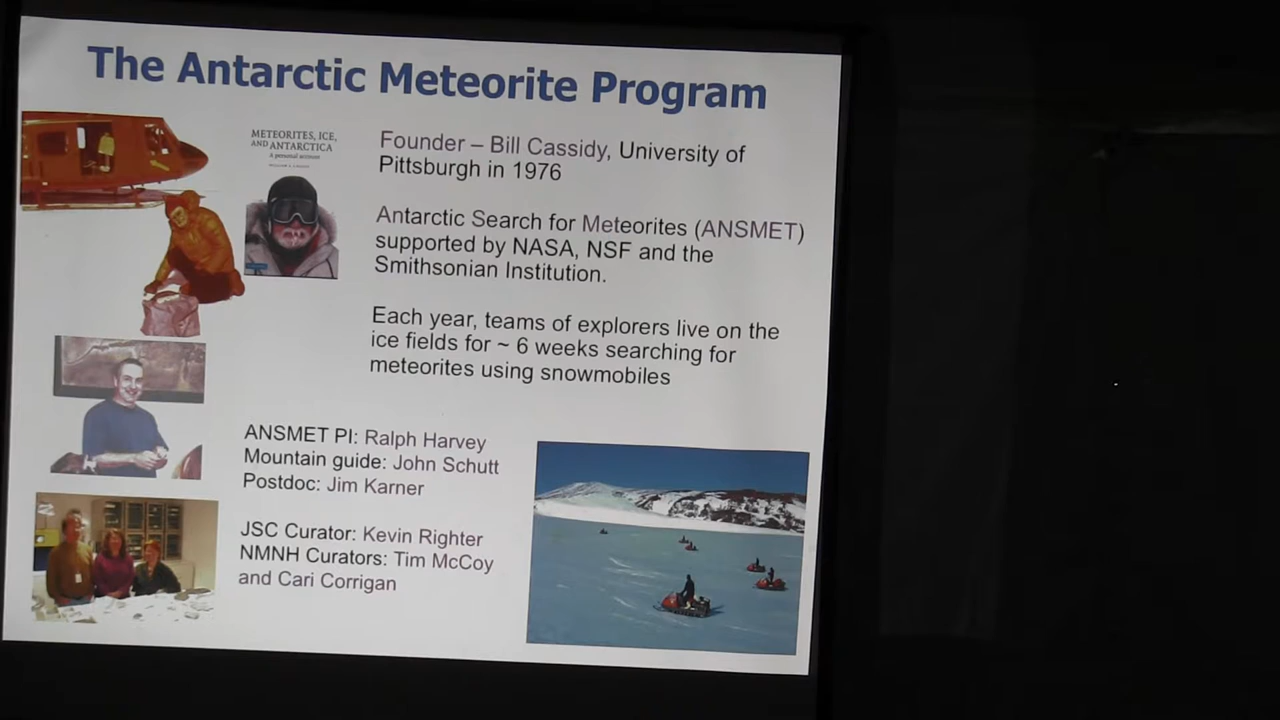 The Antarctic Meteorite Program
METEORITES, ICE,
AND ANTARCTICA
A personal account
Founder – Bill Cassidy, University of
Pittsburgh in 1976
Antarctic Search for Meteorites (ANSMET)
supported by NASA, NSF and the
Smithsonian Institution.
Each year, teams of explorers live on the
ice fields for ~ 6 weeks searching for
meteorites using snowmobiles
ANSMET PI: Ralph Harvey
Mountain guide: John Schutt
Postdoc: Jim Karner
JSC Curator: Kevin Righter
NMNH Curators: Tim McCoy
and Cari Corrigan